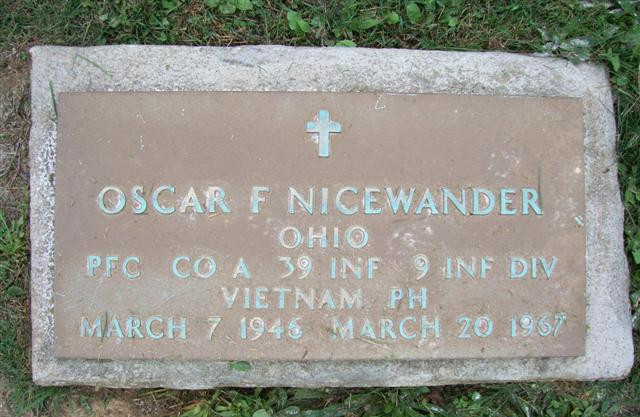 OSCAR F NICEWANDER
OHIO
PFC CO A 39 INF 9 INF DIV
VIETNAM PH
MARCH 7 1946 MARCH 20 1967